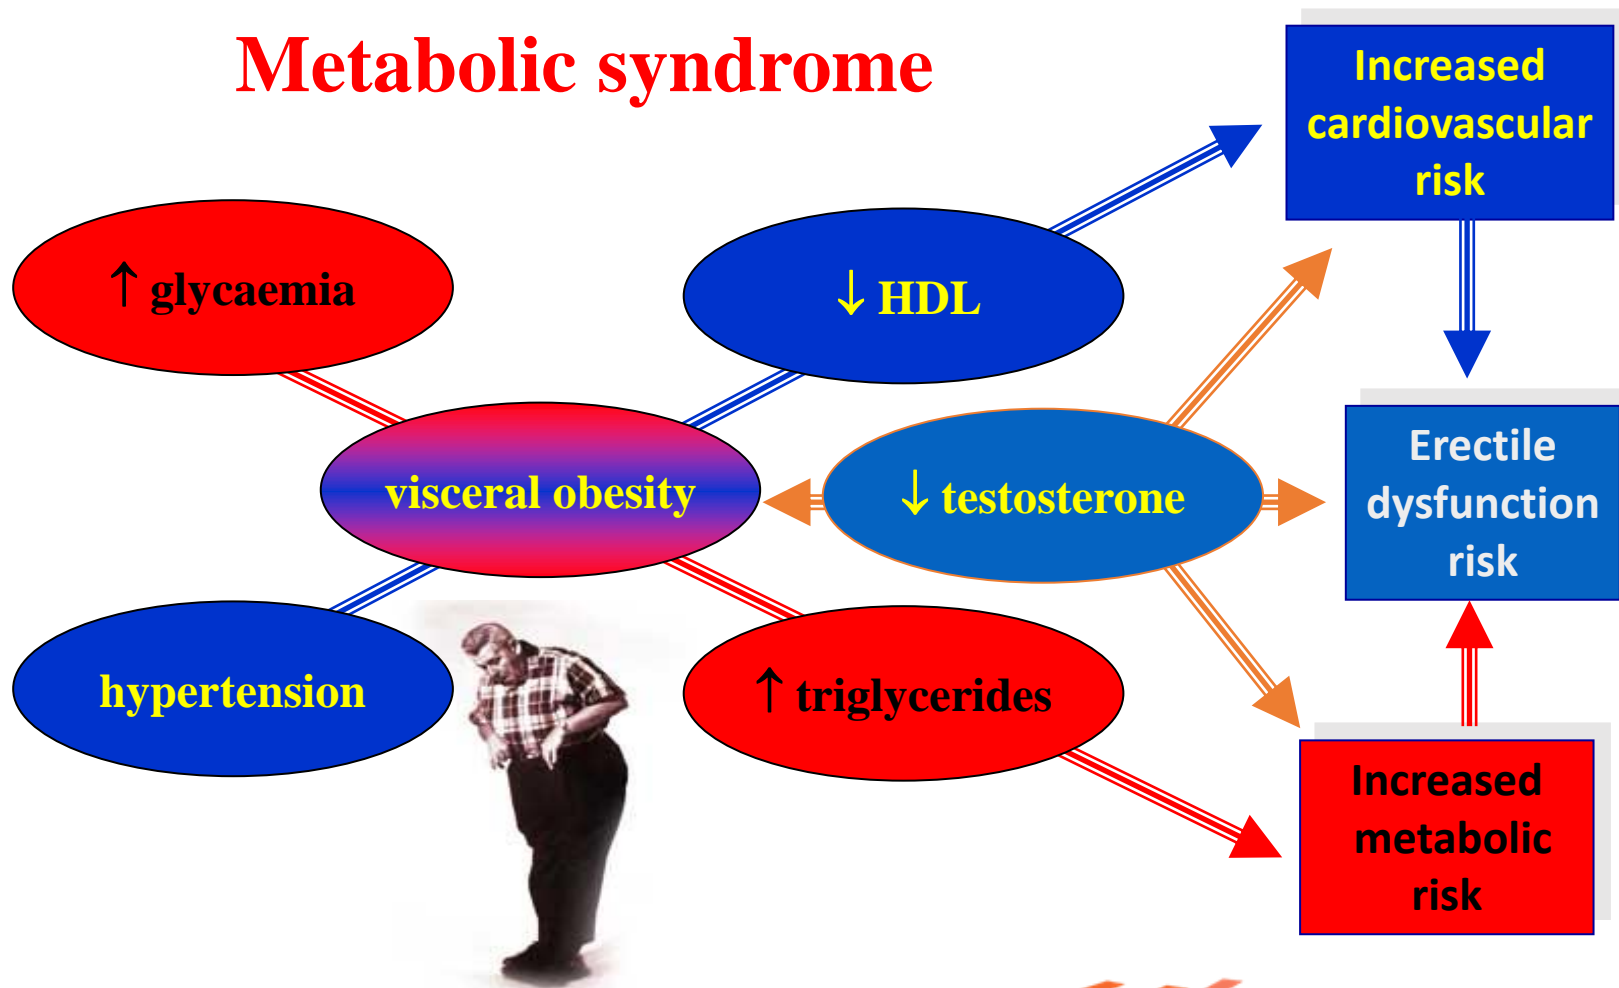 Metabolic syndrome
Increased
cardiovascular
risk
↑ glycaemia
↓ HDL
visceral obesity
↓ testosterone
Erectile
dysfunction
risk
hypertension
↑ triglycerides
Increased
metabolic
risk